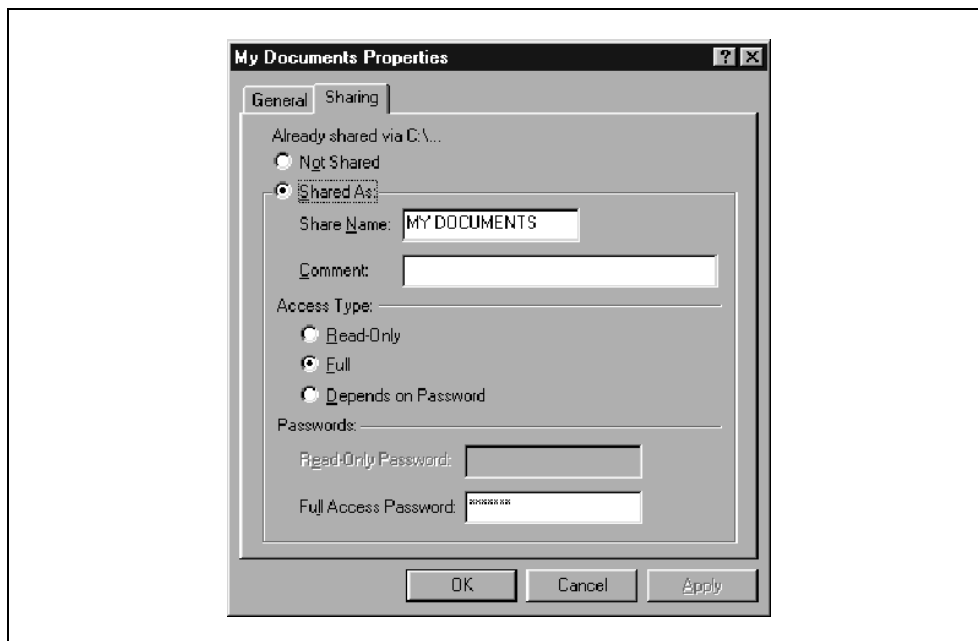 My Documents Properties
General Sharing
Already shared via C:\...
Not Shared
Shared As:
Share Name: MY DOCUMENTS
Comment:
Access Type:
Read-Only
Full
Depends on Password
Passwords:
Read-Only Password:
Full Access Password: *******
OK Cancel Apply